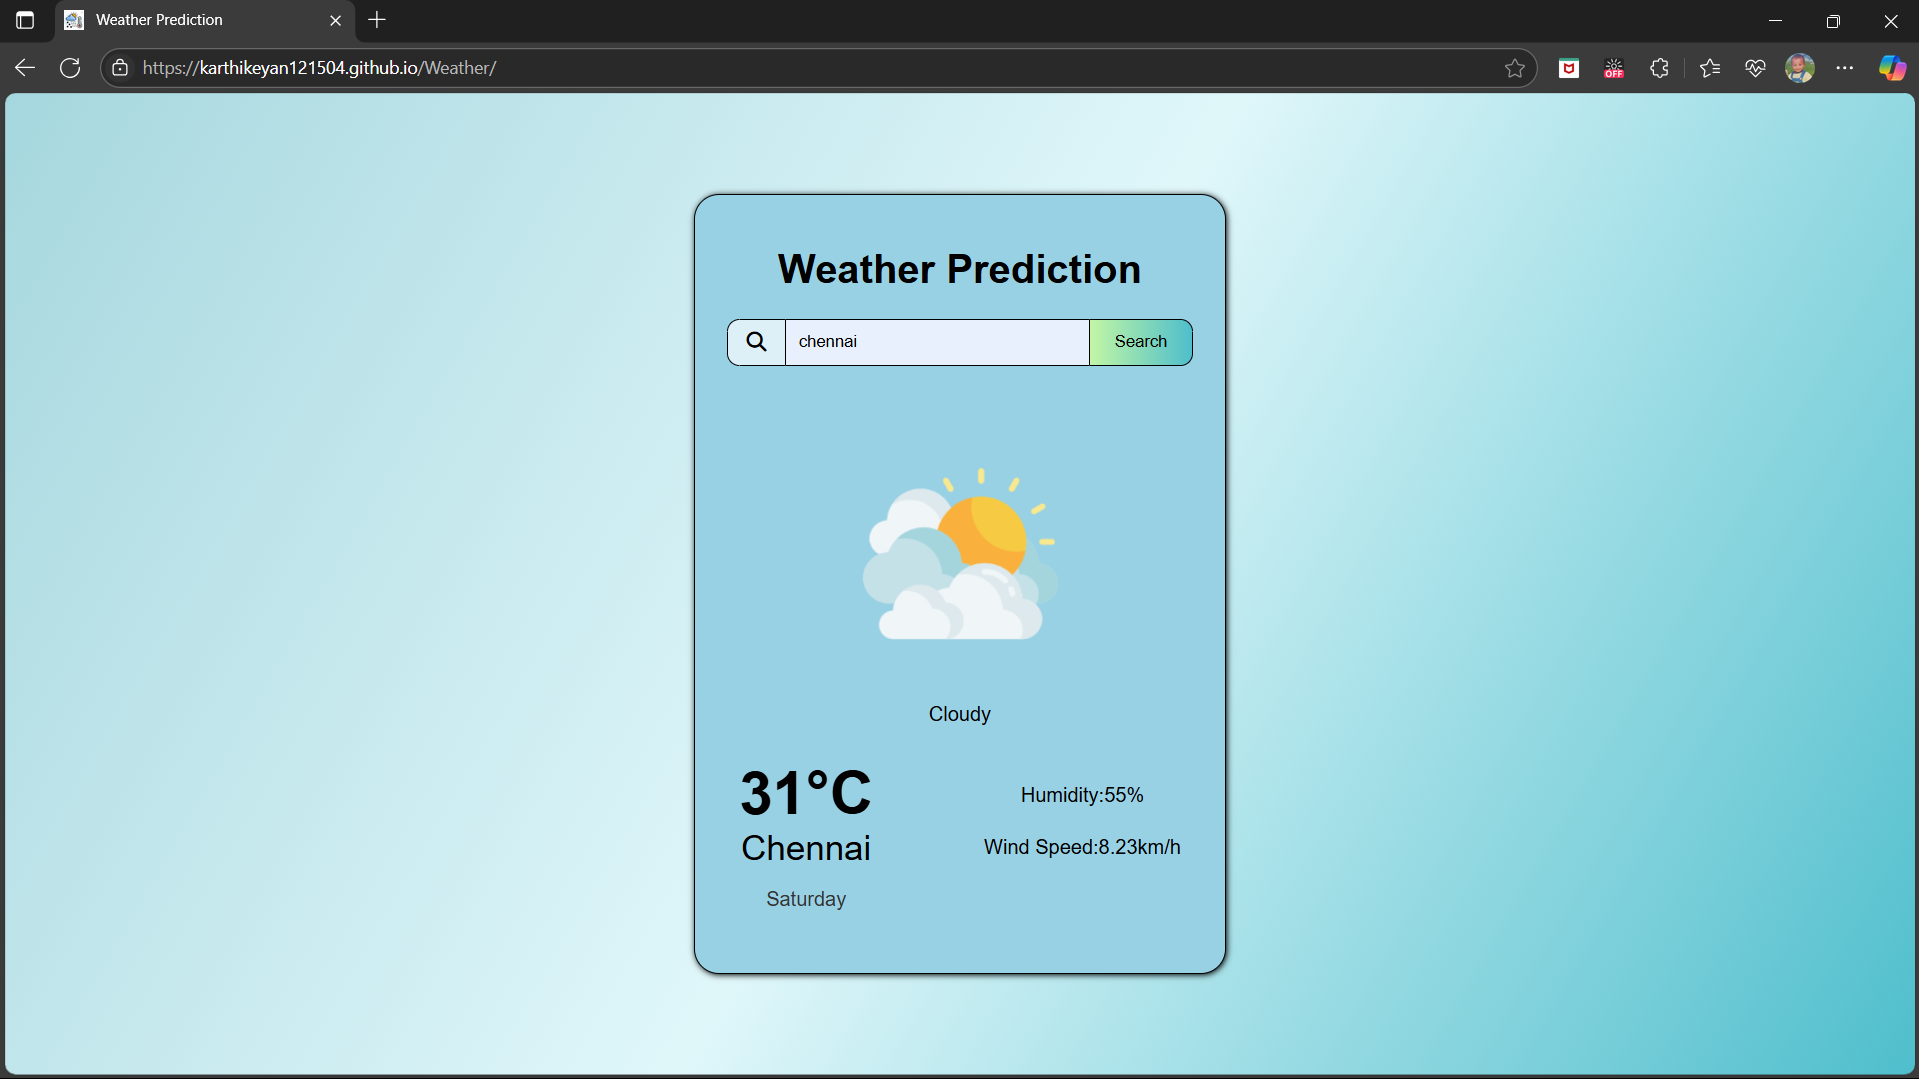 Weather Prediction
https://karthikeyan121504.github.io/Weather/
OFF
Weather Prediction
chennai
Search
Cloudy
31°C
Humidity:55%
Chennai
Wind Speed:8.23km/h
Saturday